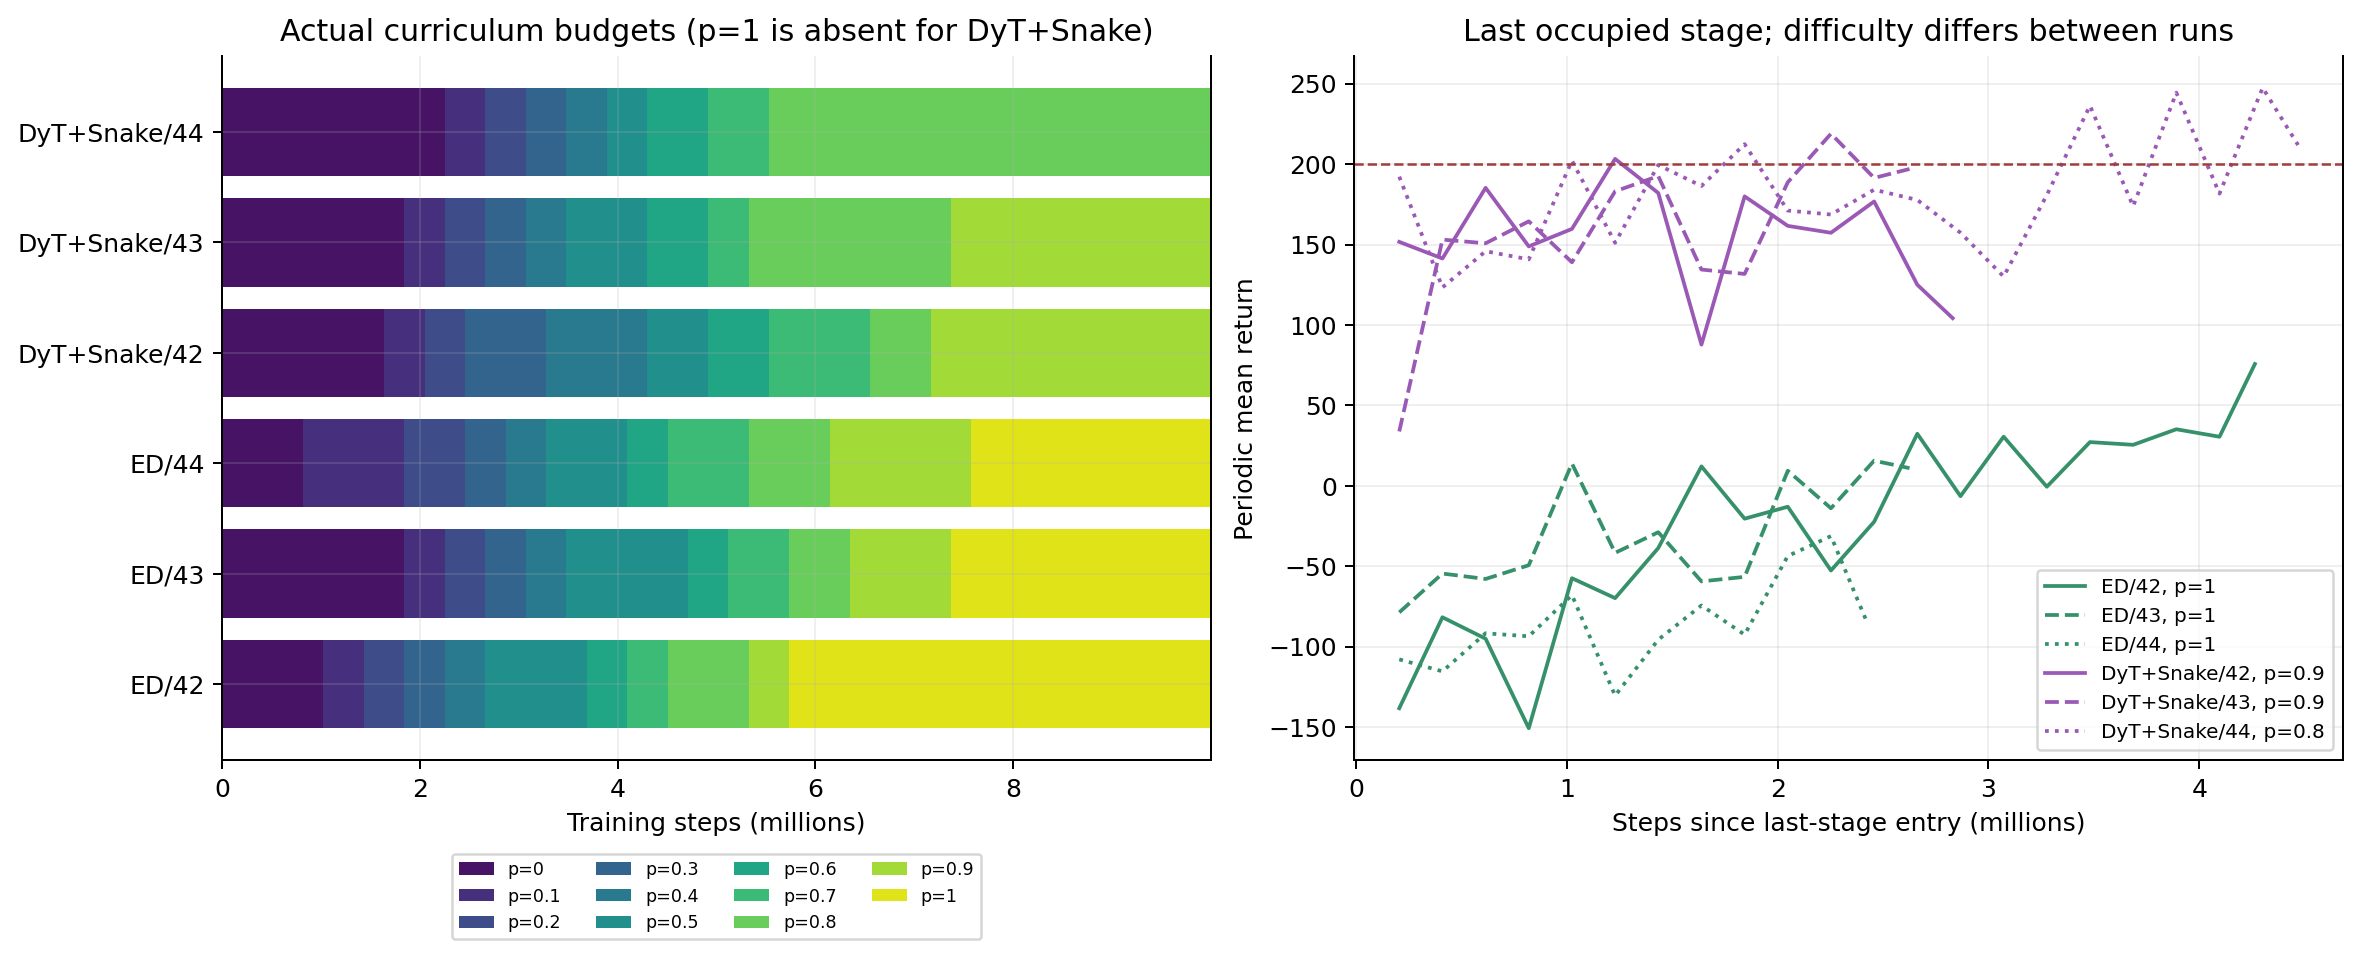 Actual curriculum budgets (p=1 is absent for DyT+Snake)
DyT+Snake/44
DyT+Snake/43
DyT+Snake/42
ED/44
ED/43
ED/42
0 2 4 6 8
Training steps (millions)
p=0 p=0.3 p=0.6 p=0.9
p=0.1 p=0.4 p=0.7 p=1
p=0.2 p=0.5 p=0.8
Last occupied stage; difficulty differs between runs
Periodic mean return
250
200
150
100
50
0
−50
−100
−150
ED/42, p=1
ED/43, p=1
ED/44, p=1
DyT+Snake/42, p=0.9
DyT+Snake/43, p=0.9
DyT+Snake/44, p=0.8
0 1 2 3 4
Steps since last-stage entry (millions)